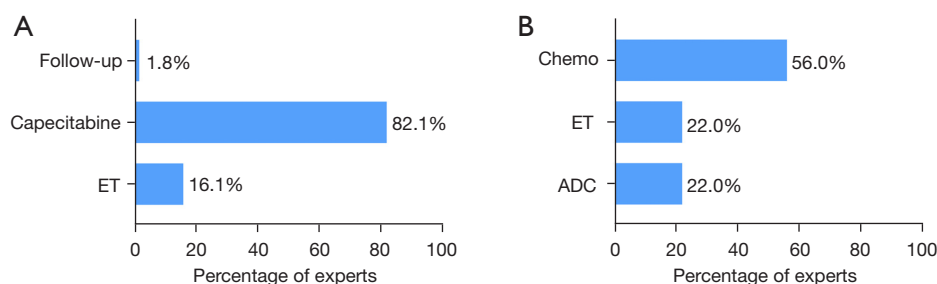 A
Follow-up 1.8%
Capecitabine 82.1%
ET 16.1%
0 20 40 60 80 100
Percentage of experts
B
Chemo 56.0%
ET 22.0%
ADC 22.0%
0 20 40 60 80 100
Percentage of experts